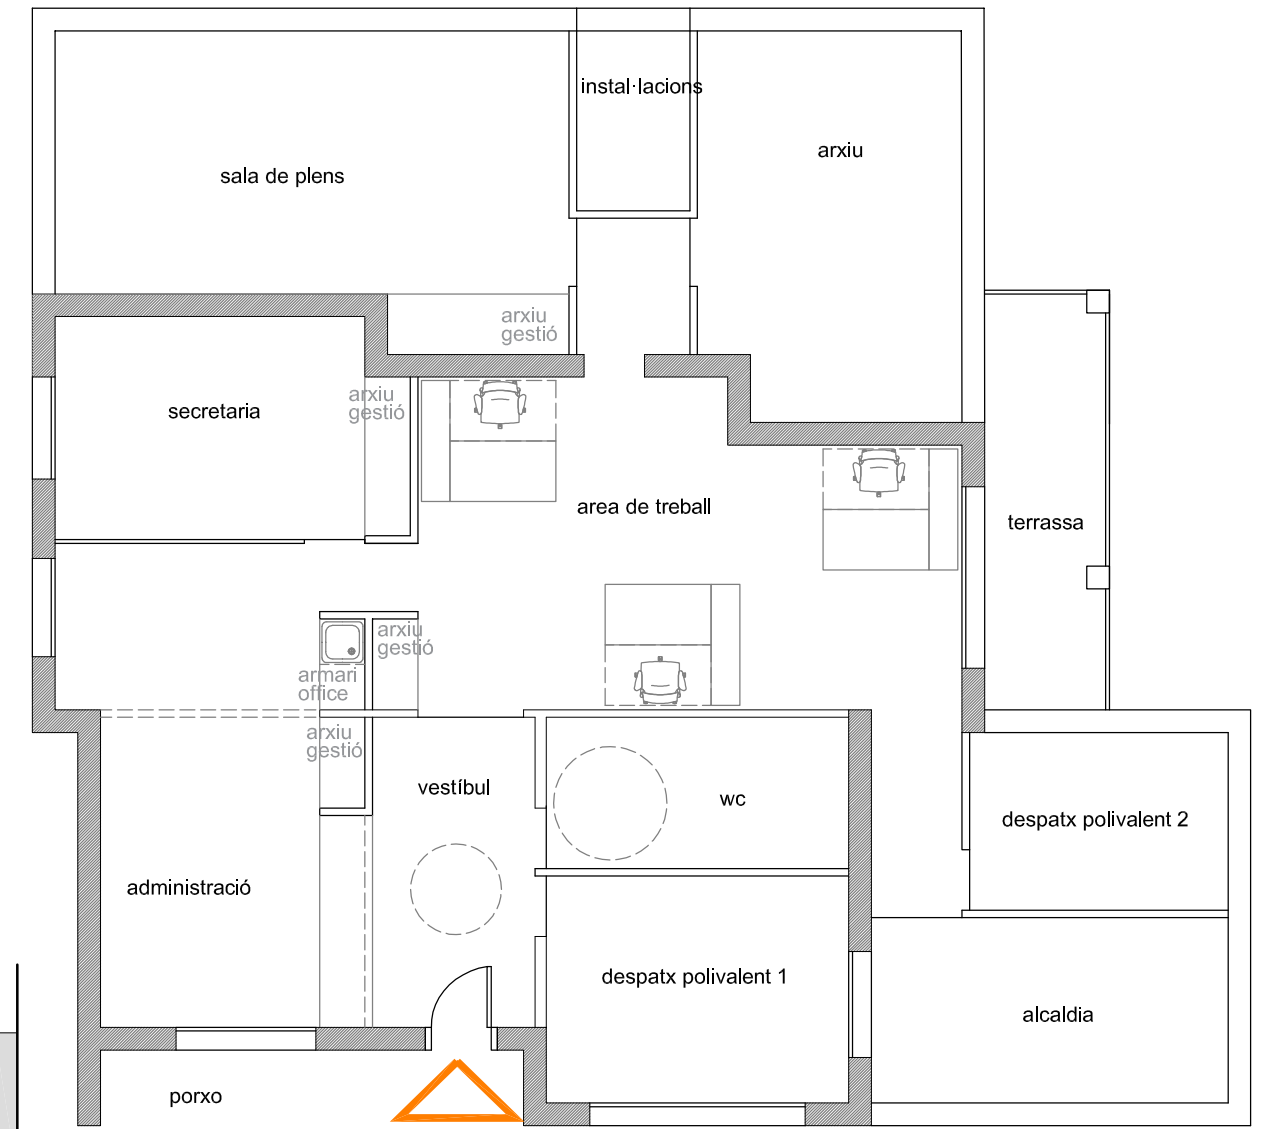 instal·lacions
arxiu
sala de plens
arxiu
gestió
arxiu
gestió
secretaria
area de treball
terrassa
arxiu
gestió
armari
office
arxiu
gestió
vestíbul
wc
despatx polivalent 2
administració
despatx polivalent 1
alcaldia
porxo